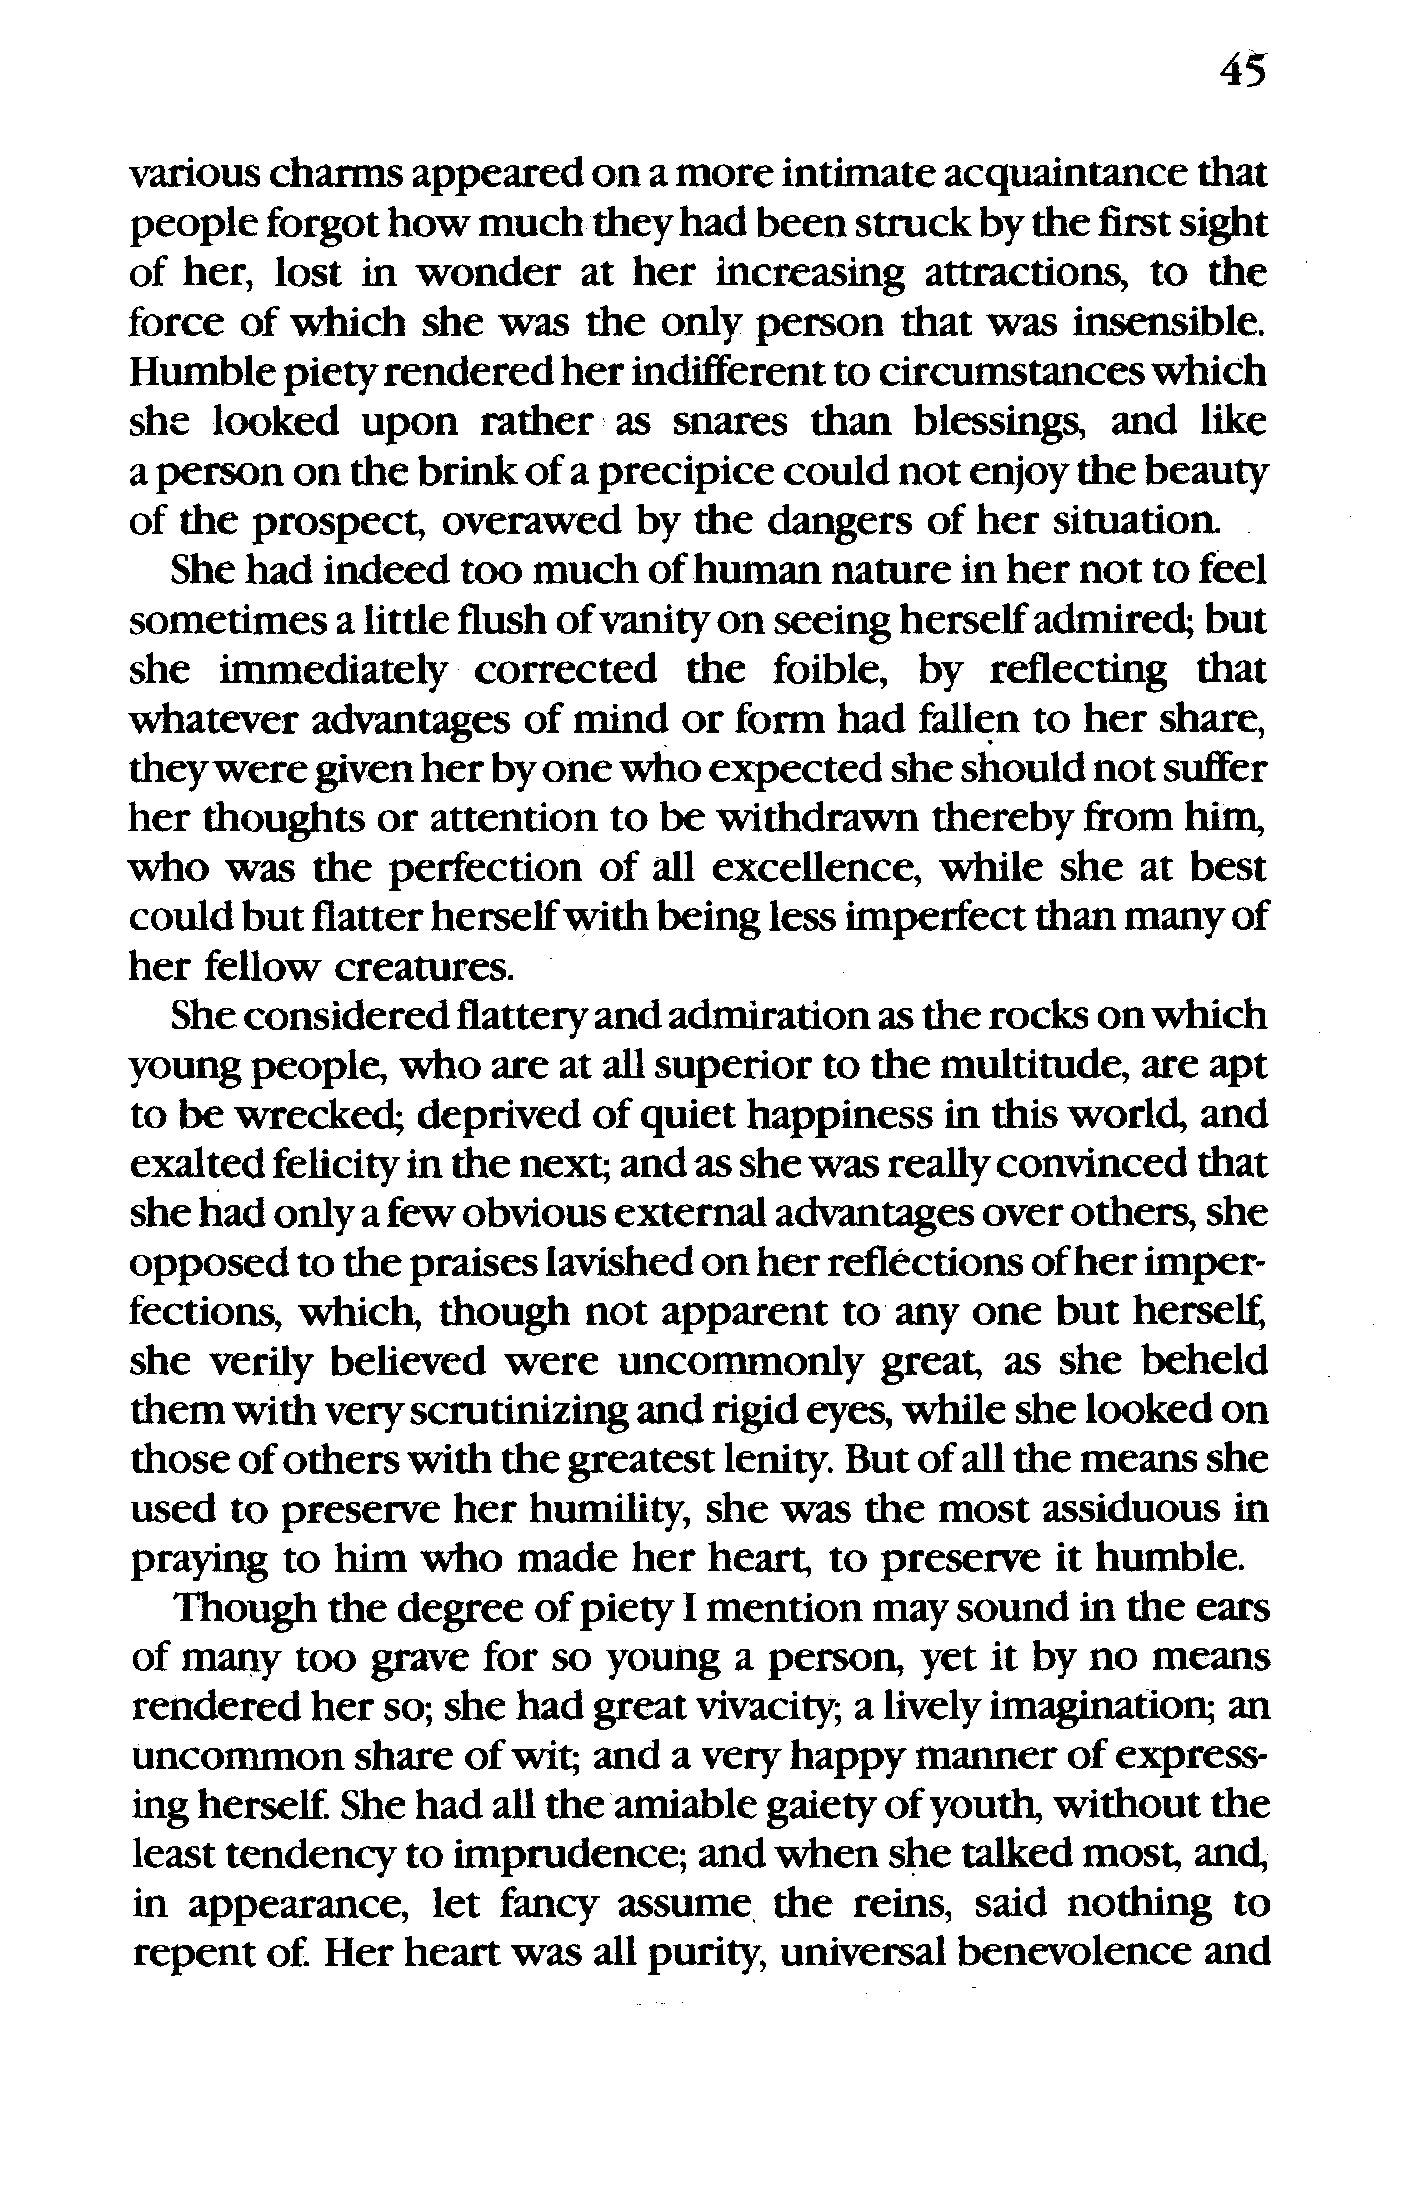 45
various charms appeared on a more intimate acquaintance that
people forgot how much they had been struck by the first sight
of her, lost in wonder at her increasing attractions, to the
force of which she was the only person that was insensible.
Humble piety rendered her indifferent to circumstances which
she looked upon rather as snares than blessings, and like
a person on the brink of a precipice could not enjoy the beauty
of the prospect, overawed by the dangers of her situation.
She had indeed too much of human nature in her not to feel
sometimes a little flush of vanity on seeing herself admired; but
she immediately corrected the foible, by reflecting that
whatever advantages of mind or form had fallen to her share,
they were given her by one who expected she should not suffer
her thoughts or attention to be withdrawn thereby from him,
who was the perfection of all excellence, while she at best
could but flatter herself with being less imperfect than many of
her fellow creatures.
She considered flattery and admiration as the rocks on which
young people, who are at all superior to the multitude, are apt
to be wrecked; deprived of quiet happiness in this world, and
exalted felicity in the next; and as she was really convinced that
she had only a few obvious external advantages over others, she
opposed to the praises lavished on her reflections of her imper-
fections, which, though not apparent to any one but herself,
she verily believed were uncommonly great, as she beheld
them with very scrutinizing and rigid eyes, while she looked on
those of others with the greatest lenity. But of all the means she
used to preserve her humility, she was the most assiduous in
praying to him who made her heart, to preserve it humble.
Though the degree of piety I mention may sound in the ears
of many too grave for so young a person, yet it by no means
rendered her so; she had great vivacity; a lively imagination; an
uncommon share of wit; and a very happy manner of express-
ing herself. She had all the amiable gaiety of youth, without the
least tendency to imprudence; and when she talked most, and,
in appearance, let fancy assume the reins, said nothing to
repent of. Her heart was all purity, universal benevolence and